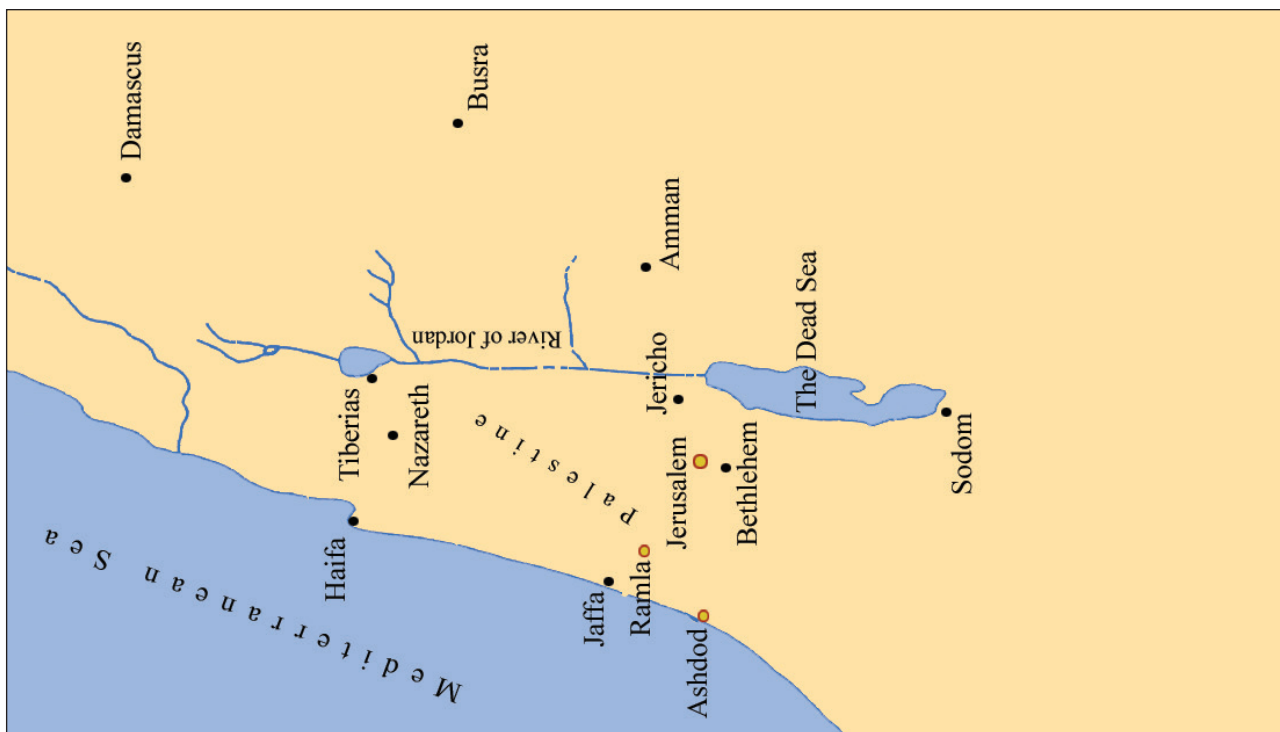 Damascus
Busra
Amman
River of Jordan
The Dead Sea
Tiberias
Nazareth
Jericho
Palestine
Jerusalem
Bethlehem
Sodom
Haifa
Jaffa
Ramla
Ashdod
Mediterranean Sea